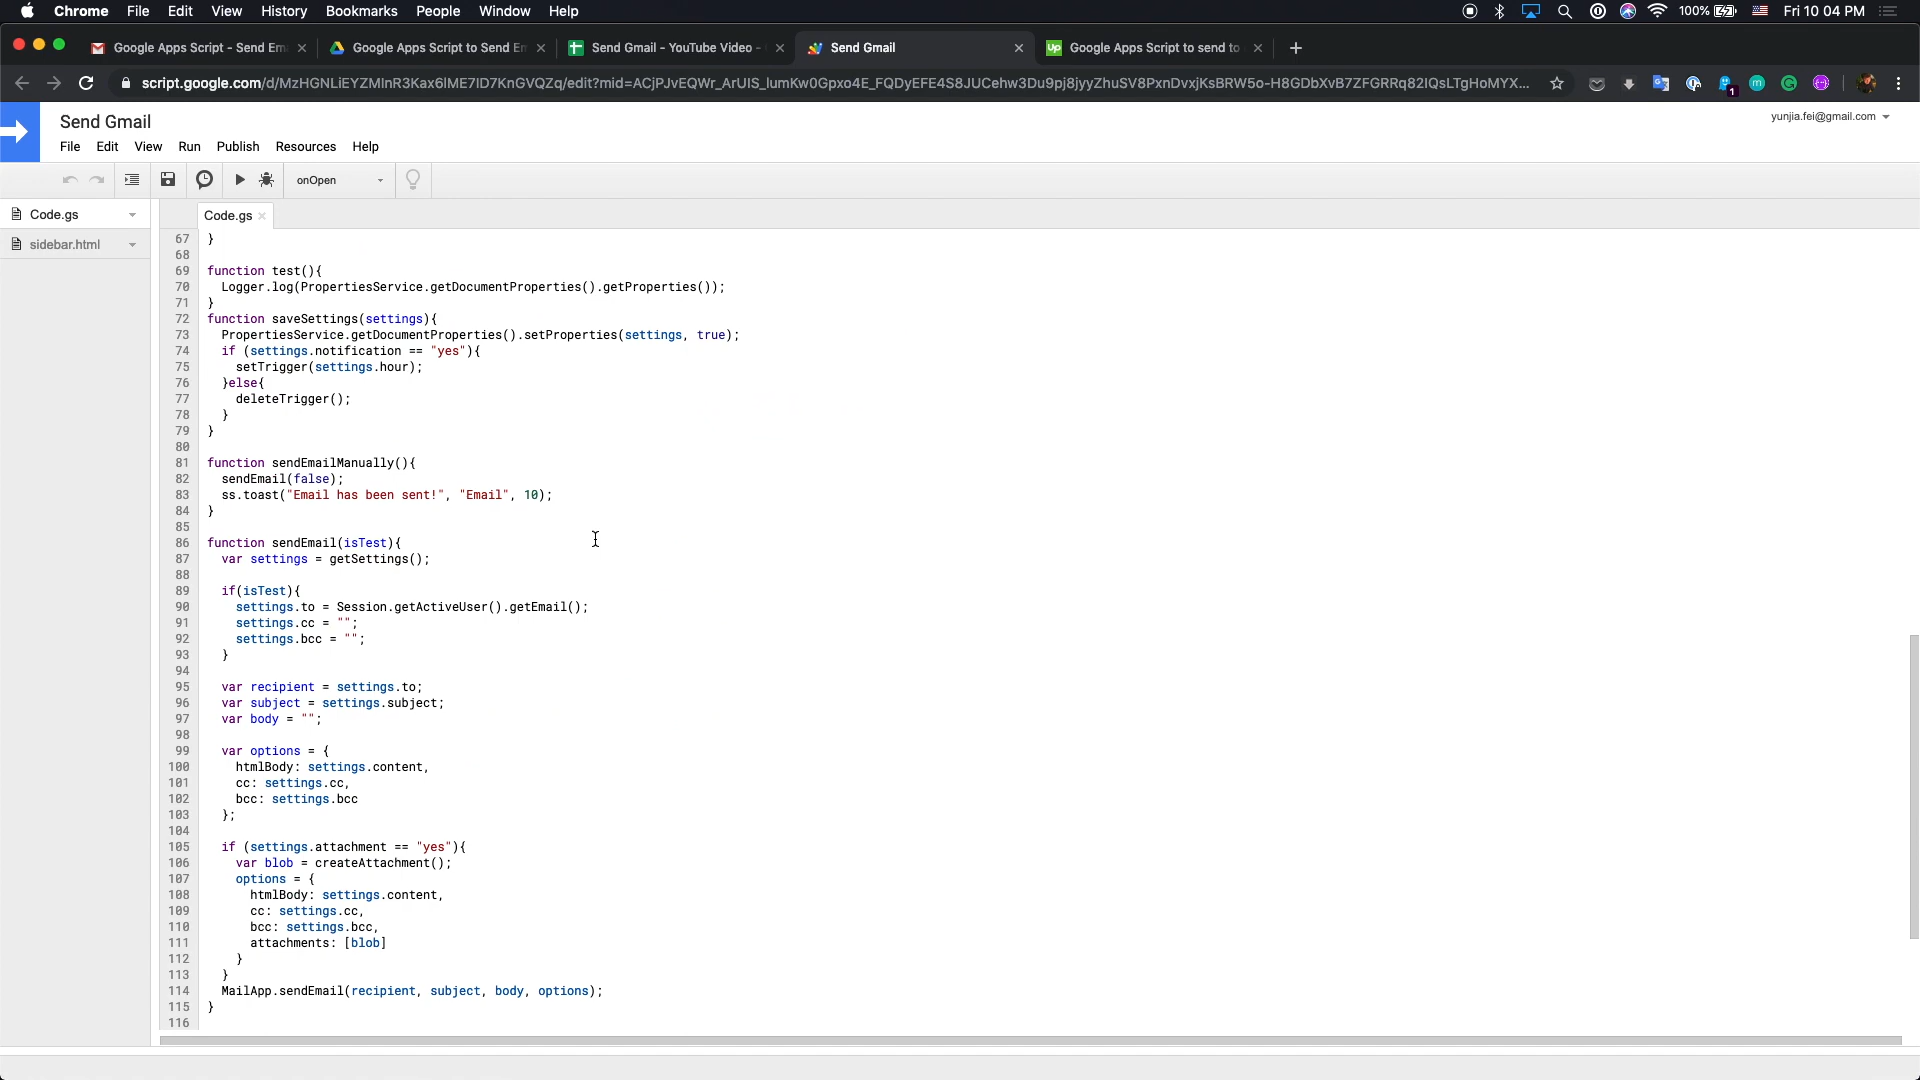 Chrome File Edit View History Bookmarks People Window Help 100% Fri 10 04 PM
Google Apps Script - Send Em Google Apps Script to Send E Send Gmail - YouTube Video - Send Gmail Up Google Apps Script to send to
script.google.com/d/MzHGNLiEYZMInR3Kax6lME7lD7KnGVQZq/edit?mid=ACjPJvEQWr_ArUIS_lumKw0Gpxo4E_FQDyEFE4S8JUCehw3Du9pj8jyyZhuSV8PxnDvxjKsBRW5o-H8GDbXvB7ZFGRRq82IQsLTgHoMYX... 1
Send Gmail yunjia.fei@gmail.com
File Edit View Run Publish Resources Help
onOpen
Code.gs Code.gs
sidebar.html
67 }
68
69 function test(){
70 Logger.log(PropertiesService.getDocumentProperties().getProperties());
71 }
72 function saveSettings(settings){
73 PropertiesService.getDocumentProperties().setProperties(settings, true);
74 if (settings.notification == "yes"){
75 setTrigger(settings.hour);
76 }else{
77 deleteTrigger();
78 }
79 }
80
81 function sendEmailManually(){
82 sendEmail(false);
83 ss.toast("Email has been sent!", "Email", 10);
84 }
85
86 function sendEmail(isTest){
87 var settings = getSettings();
88
89 if(isTest){
90 settings.to = Session.getActiveUser().getEmail();
91 settings.cc = "";
92 settings.bcc = "";
93 }
94
95 var recipient = settings.to;
96 var subject = settings.subject;
97 var body = "";
98
99 var options = {
100 htmlBody: settings.content,
101 cc: settings.cc,
102 bcc: settings.bcc
103 };
104
105 if (settings.attachment == "yes"){
106 var blob = createAttachment();
107 options = {
108 htmlBody: settings.content,
109 cc: settings.cc,
110 bcc: settings.bcc,
111 attachments: [blob]
112 }
113 }
114 MailApp.sendEmail(recipient, subject, body, options);
115 }
116